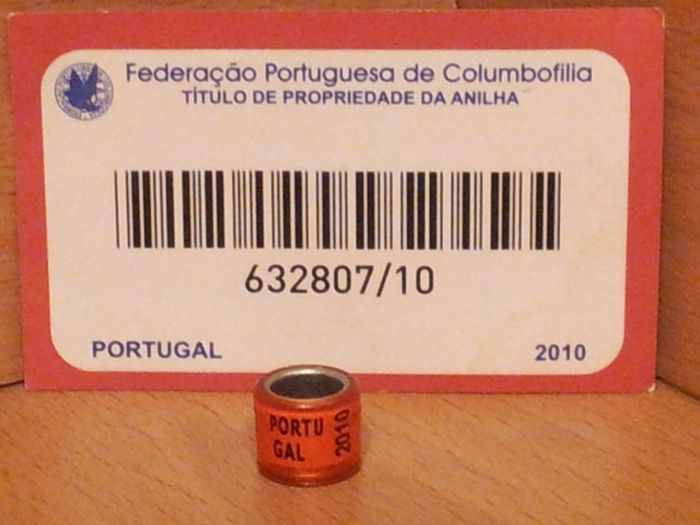 Federação Portuguesa de Columbofilia
TÍTULO DE PROPRIEDADE DA ANILHA
632807/10
PORTUGAL
2010
PORTU
GAL
2010